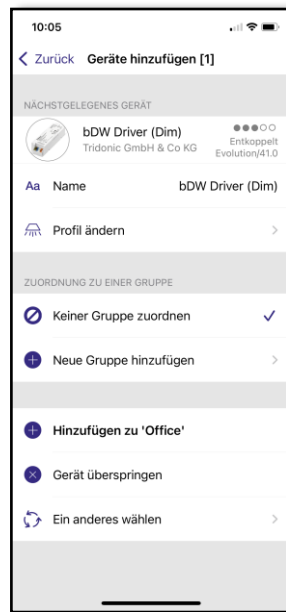 10:05
Zurück Geräte hinzufügen [1]
NÄCHSTGELEGENES GERÄT
bDW Driver (Dim)
Tridonic GmbH & Co KG
Entkoppelt
Evolution/41.0
Aa Name bDW Driver (Dim)
Profil ändern
ZUORDNUNG ZU EINER GRUPPE
Keiner Gruppe zuordnen
Neue Gruppe hinzufügen
Hinzufügen zu 'Office'
Gerät überspringen
Ein anderes wählen